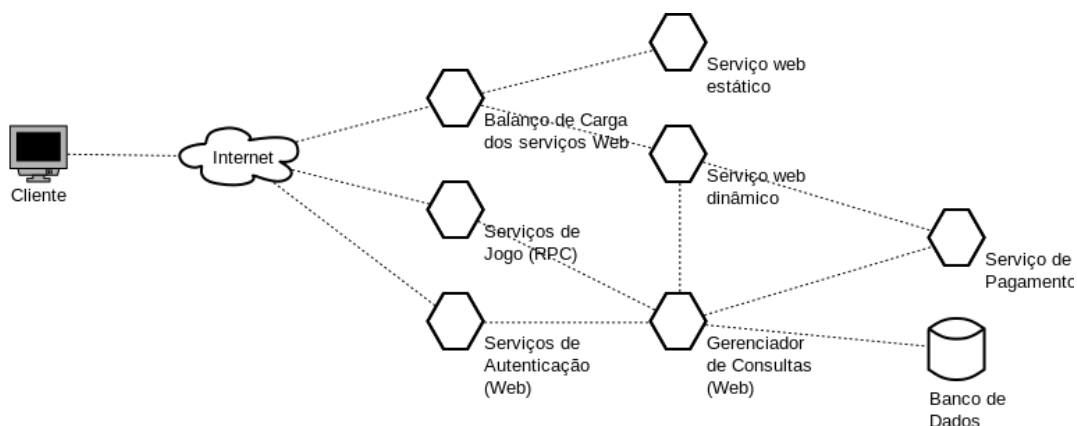 Serviço web
estático
Balanço de Carga
dos serviços Web
Internet
Cliente
Serviço web
dinâmico
Serviços de
Jogo (RPC)
Serviço de
Pagamento
Serviços de
Autenticação
(Web)
Gerenciador
de Consultas
(Web)
Banco de
Dados